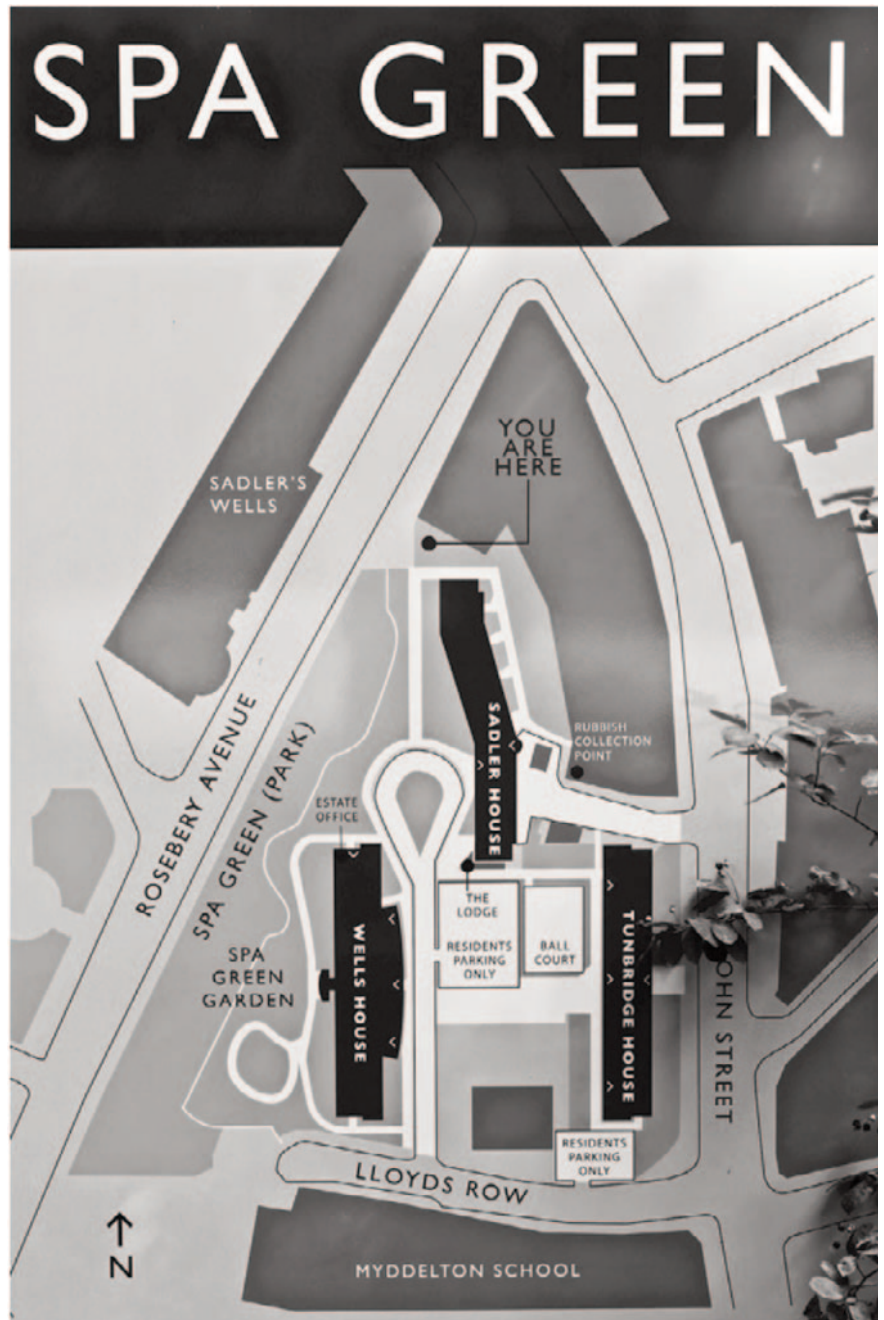 SPA GREEN
YOU
ARE
HERE
SADLER'S
WELLS
ROSEBERY AVENUE
SPA GREEN (PARK)
SADLER HOUSE
RUBBISH
COLLECTION
POINT
ESTATE
OFFICE
THE
LODGE
RESIDENTS
PARKING
ONLY
BALL
COURT
SPA
GREEN
GARDEN
WELLS HOUSE
TUNBRIDGE HOUSE
OHN STREET
RESIDENTS
PARKING
ONLY
LLOYDS ROW
N
MYDDELTON SCHOOL